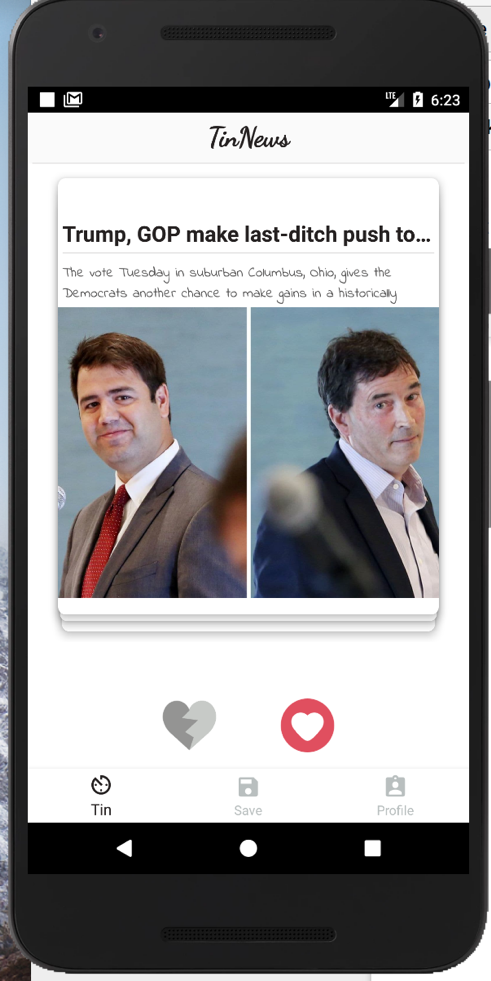 LTE 6:23
TinNews
Trump, GOP make last-ditch push to…
The vote Tuesday in suburban Columbus, Ohio, gives the
Democrats another chance to make gains in a historically
Tin Save Profile